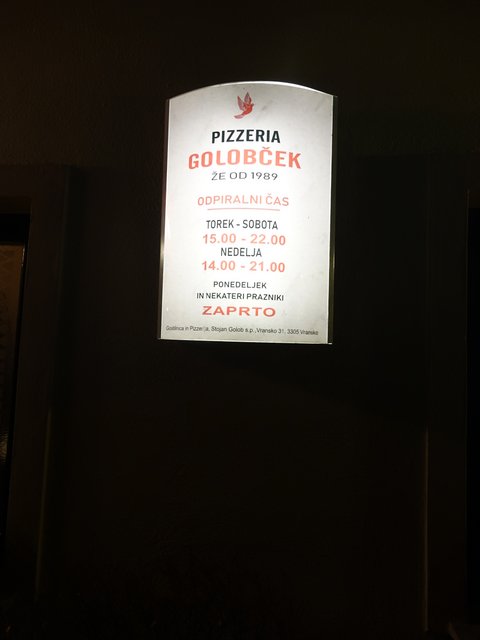 PIZZERIA
GOLOBČEK
ŽE OD 1989
ODPIRALNI ČAS
TOREK - SOBOTA
15.00 - 22.00
NEDELJA
14.00 - 21.00
PONEDELJEK
IN NEKATERI PRAZNIKI
ZAPRTO
Gostilnica in Pizzerija, Stojan Golob s.p.,Vransko 31, 3305 Vransko